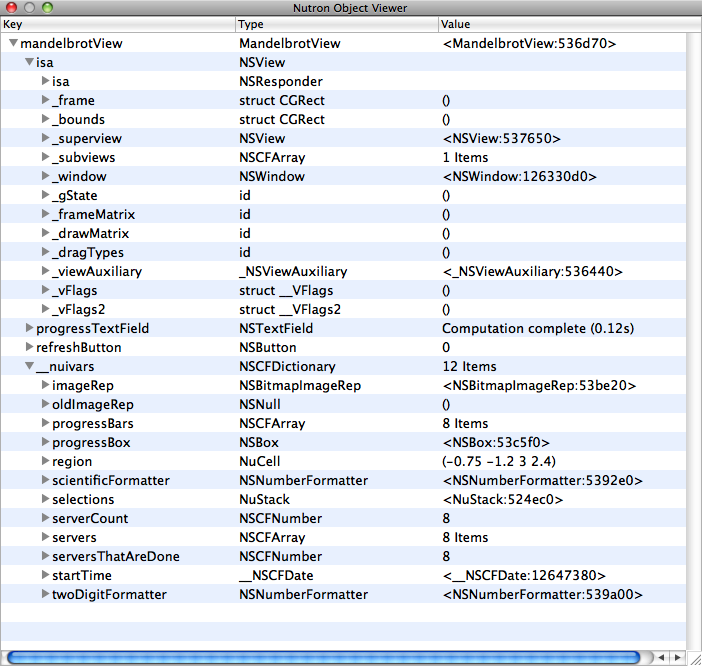 Nutron Object Viewer
Key Type Value
mandelbrotView MandelbrotView <MandelbrotView:536d70>
isa NSView
isa NSResponder
_frame struct CGRect ()
_bounds struct CGRect ()
_superview NSView <NSView:537650>
_subviews NSCFArray 1 Items
_window NSWindow <NSWindow:126330d0>
_gState id ()
_frameMatrix id ()
_drawMatrix id ()
_dragTypes id ()
_viewAuxiliary _NSViewAuxiliary <_NSViewAuxiliary:536440>
_vFlags struct __VFlags ()
_vFlags2 struct __VFlags2 ()
progressTextField NSTextField Computation complete (0.12s)
refreshButton NSButton 0
__nuivars NSCFDictionary 12 Items
imageRep NSBitmapImageRep <NSBitmapImageRep:53be20>
oldImageRep NSNull ()
progressBars NSCFArray 8 Items
progressBox NSBox <NSBox:53c5f0>
region NuCell (-0.75 -1.2 3 2.4)
scientificFormatter NSNumberFormatter <NSNumberFormatter:5392e0>
selections NuStack <NuStack:524ec0>
serverCount NSCFNumber 8
servers NSCFArray 8 Items
serversThatAreDone NSCFNumber 8
startTime __NSCFDate <__NSCFDate:12647380>
twoDigitFormatter NSNumberFormatter <NSNumberFormatter:539a00>